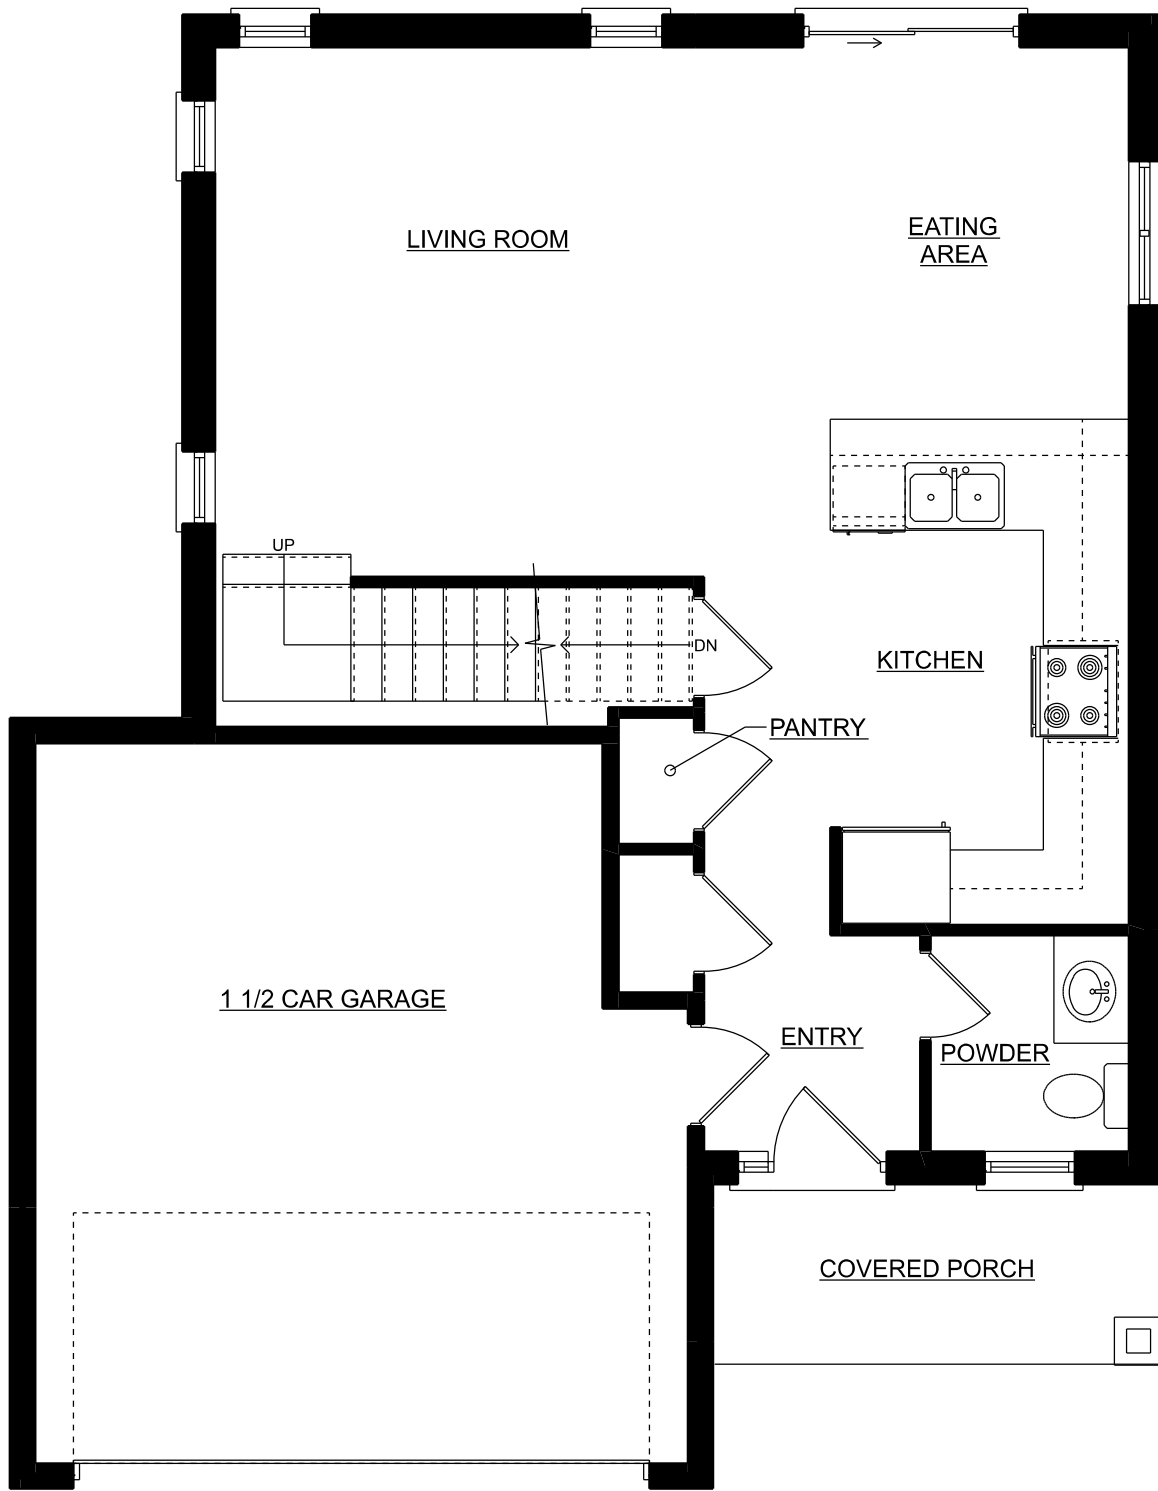 LIVING ROOM
EATING
AREA
UP
DN
KITCHEN
PANTRY
1 1/2 CAR GARAGE
ENTRY
POWDER
COVERED PORCH